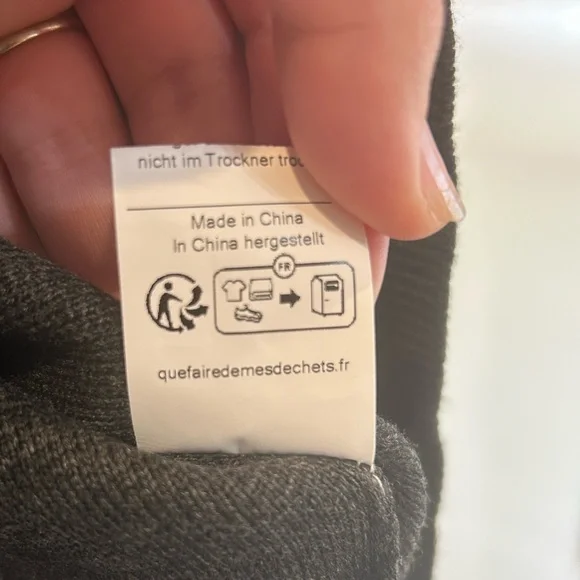 nicht im Trockner
Made in China
In China hergestellt
FR
quefairedemesdechets.fr